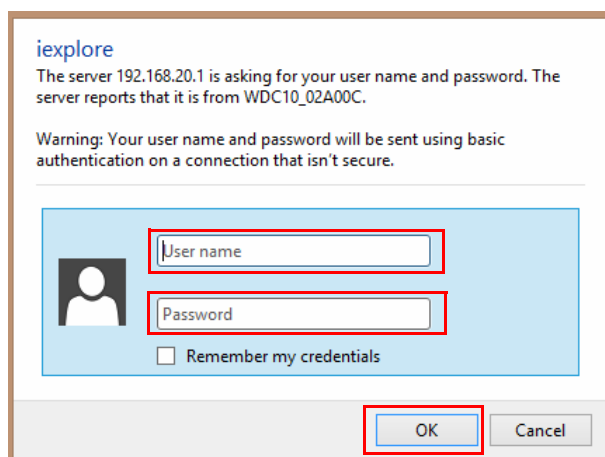 iexplore
The server 192.168.20.1 is asking for your user name and password. The
server reports that it is from WDC10_02A00C.
Warning: Your user name and password will be sent using basic
authentication on a connection that isn't secure.
User name
Password
Remember my credentials
OK
Cancel